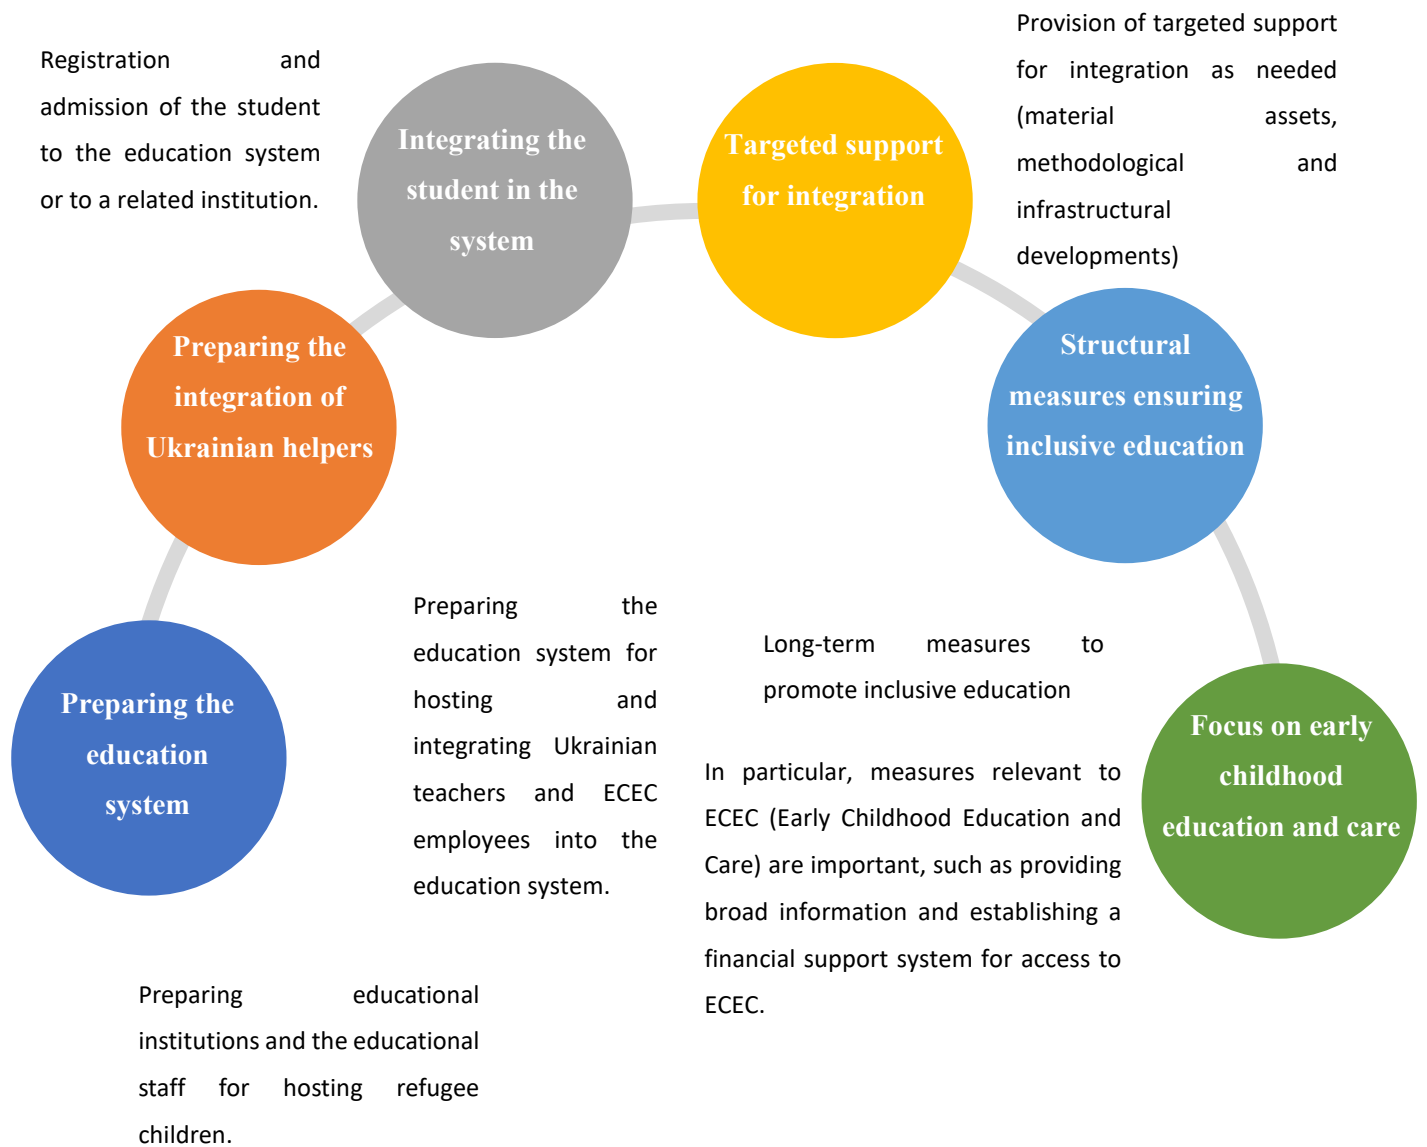 Registration and
admission of the student
to the education system
or to a related institution.
Integrating the
student in the
system
Targeted support
for integration
Provision of targeted support
for integration as needed
(material assets,
methodological and
infrastructural
developments)
Preparing the
integration of
Ukrainian helpers
Structural
measures ensuring
inclusive education
Preparing the
education
system
Preparing the
education system for
hosting and
integrating Ukrainian
teachers and ECEC
employees into the
education system.
Long-term measures to
promote inclusive education
Focus on early
childhood
education and care
In particular, measures relevant to
ECEC (Early Childhood Education and
Care) are important, such as providing
broad information and establishing a
financial support system for access to
ECEC.
Preparing educational
institutions and the educational
staff for hosting refugee
children.